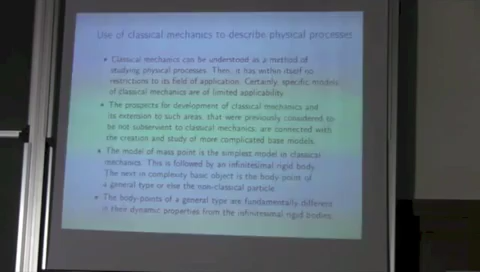 Use of classical mechanics to describe physical processes
Classical mechanics can be understood as a method of
studying physical processes. Then, it has within itself no
restrictions to its field of application. Certainly, specific models
of classical mechanics are of limited applicability.
The prospects for development of classical mechanics and
its extension to such areas, that were previously considered to
be not subservient to classical mechanics, are connected with
the creation and study of more complicated base models.
The model of mass point is the simplest model in classical
mechanics. This is followed by an infinitesimal rigid body.
The next in complexity basic object is the body point of
a general type or else the non-classical particle.
The body-points of a general type are fundamentally different
in their dynamic properties from the infinitesimal rigid bodies.